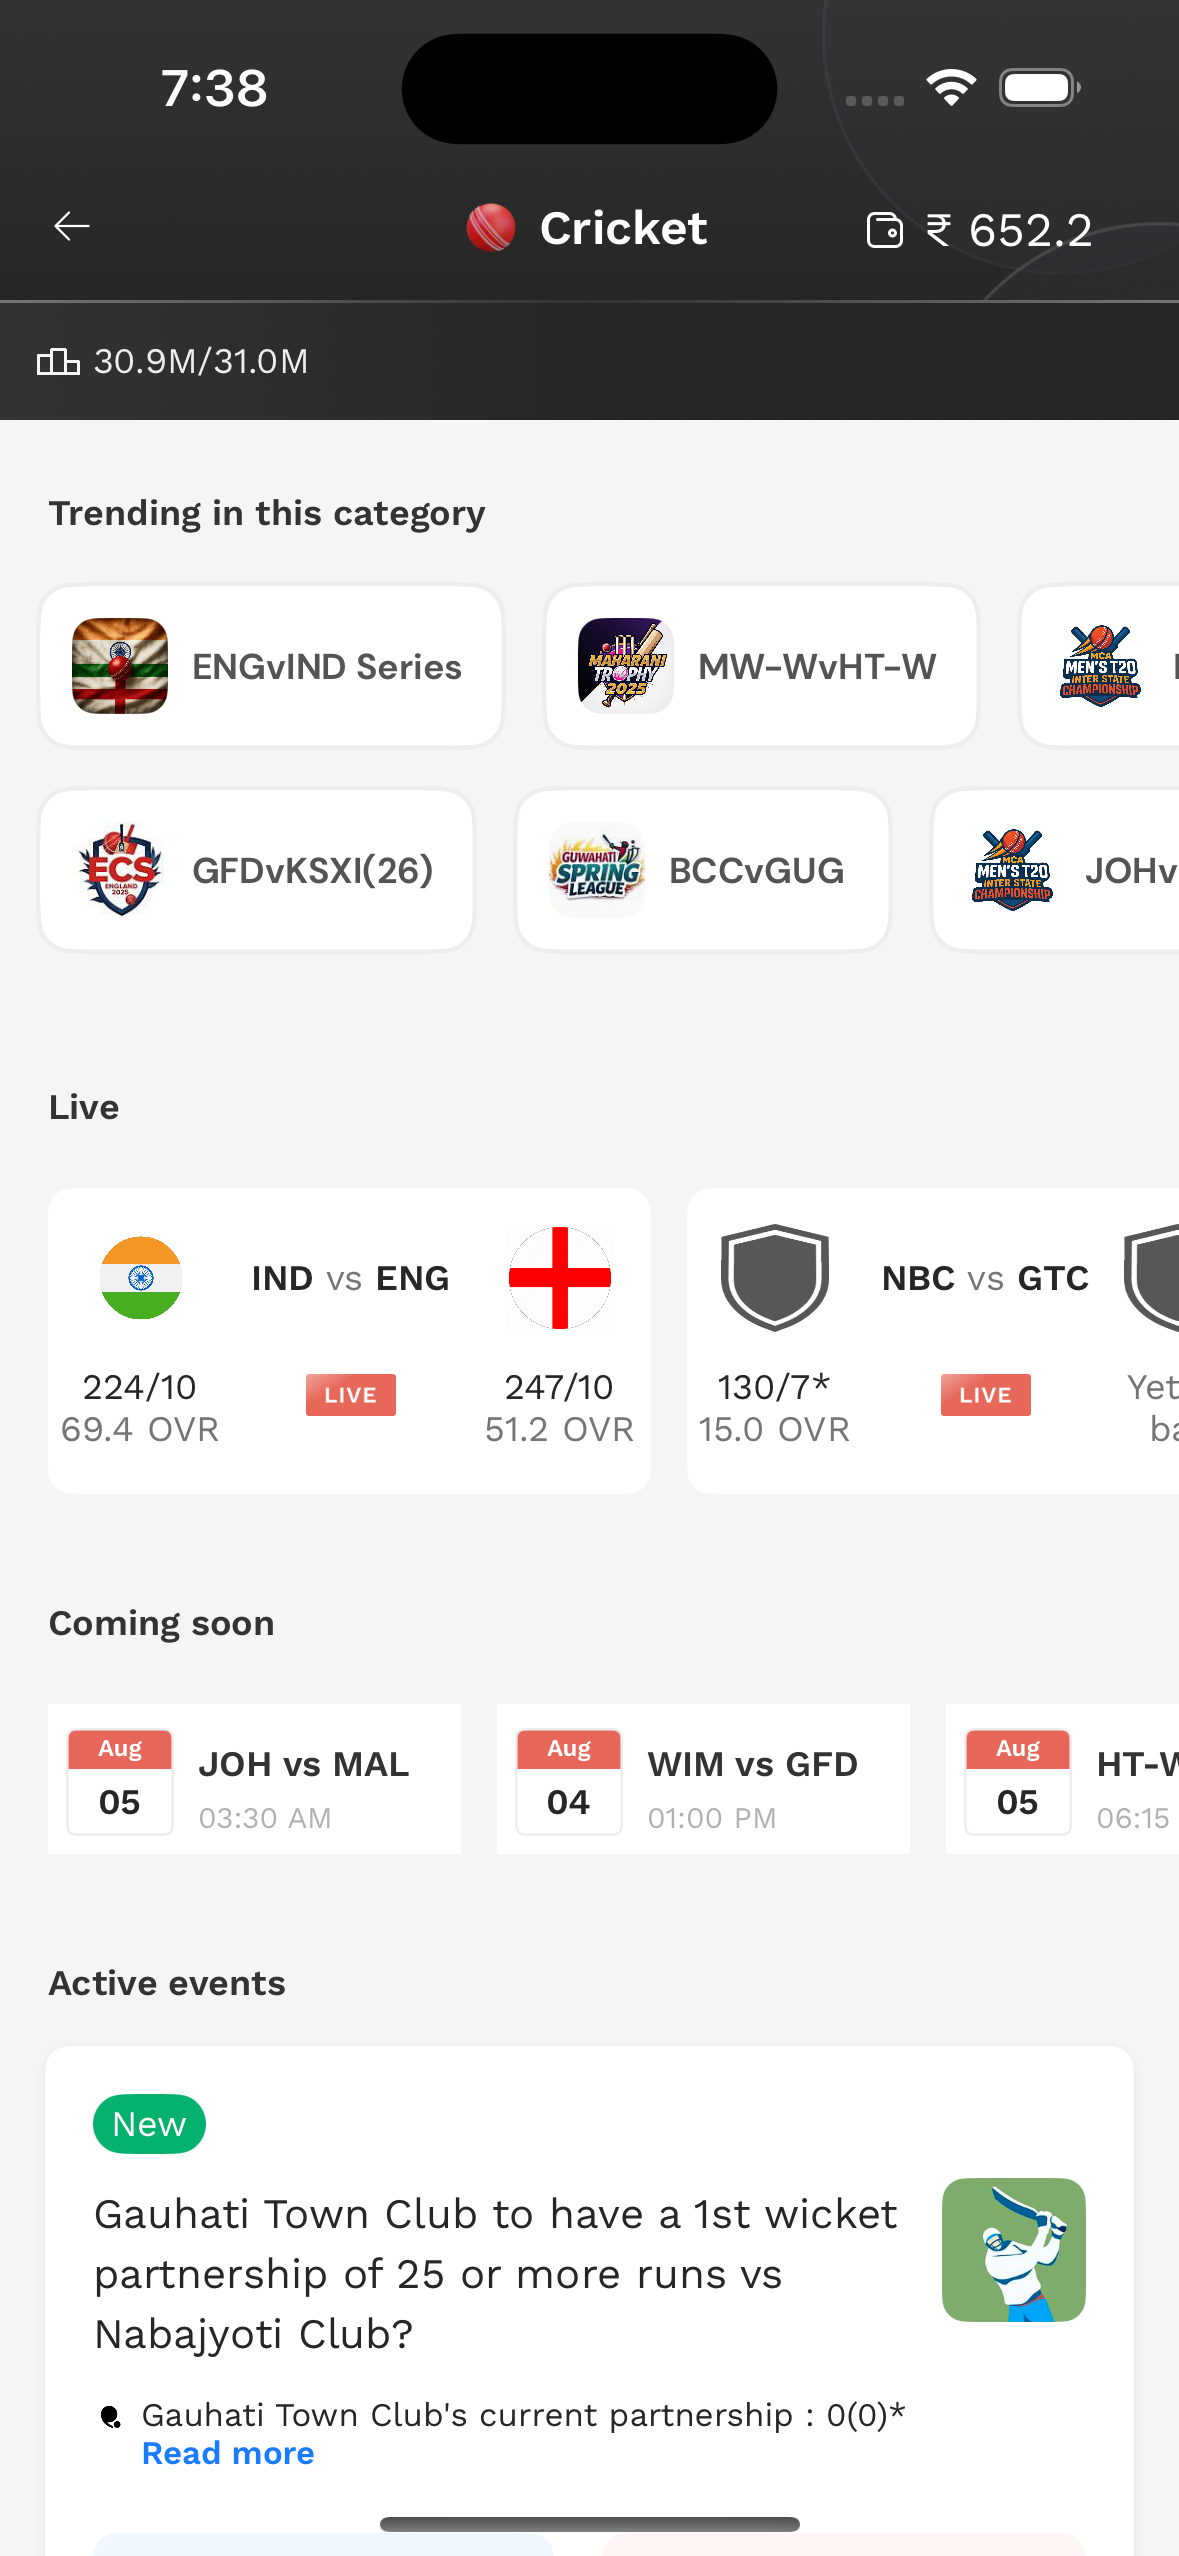 7:38
Cricket
₹ 652.2
30.9M/31.0M
Trending in this category
ENGvIND Series
MAHARANI
TROPHY
2025
MW-WvHT-W
MCA
MEN'S T20
INTER STATE
CHAMPIONSHIP
ECS
ENGLAND
2025
GFDvKSXI(26)
GUWAHATI
SPRING
LEAGUE
BCCvGUG
MCA
MEN'S T20
INTER STATE
CHAMPIONSHIP
JOHv
Live
IND vs ENG
224/10
69.4 OVR
LIVE
247/10
51.2 OVR
NBC vs GTC
130/7*
15.0 OVR
LIVE
Yet
Coming soon
Aug
05
JOH vs MAL
03:30 AM
Aug
04
WIM vs GFD
01:00 PM
Aug
05
HT-W
06:15
Active events
New
Gauhati Town Club to have a 1st wicket
partnership of 25 or more runs vs
Nabajyoti Club?
Gauhati Town Club's current partnership : 0(0)*
Read more